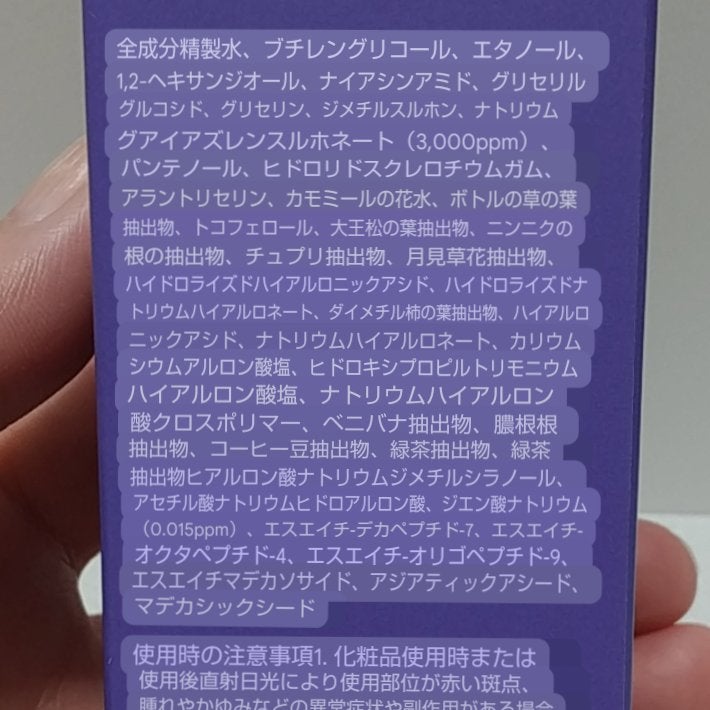 全成分精製水、ブチレングリコール、エタノール、
1,2-ヘキサンジオール、ナイアシンアミド、グリセリル
グルコシド、グリセリン、ジメチルスルホン、ナトリウム
グアイアズレンスルホネート（3,000ppm）、
パンテノール、ヒドロリドスクレロチウムガム、
アラントリセリン、カモミールの花水、ボトルの草の葉
抽出物、トコフェロール、大王松の葉抽出物、ニンニクの
根の抽出物、チュプリ抽出物、月見草花抽出物、
ハイドロライズドハイアルロニックアシド、ハイドロライズドナ
トリウムハイアルロネート、ダイメチル柿の葉抽出物、ハイアルロ
ニックアシド、ナトリウムハイアルロネート、カリウム
シウムアルロン酸塩、ヒドロキシプロピルトリモニウム
ハイアルロン酸塩、ナトリウムハイアルロン
酸クロスポリマー、ベニバナ抽出物、膿根根
抽出物、コーヒー豆抽出物、緑茶抽出物、緑茶
抽出物ヒアルロン酸ナトリウムジメチルシラノール、
アセチル酸ナトリウムヒドロアルロン酸、ジエン酸ナトリウム
（0.015ppm）、エスエイチ-デカペプチド-7、エスエイチ-
オクタペプチド-4、エスエイチ-オリゴペプチド-9、
エスエイチマデカソサイド、アジアティックアシード、
マデカシックシード
使用時の注意事項1. 化粧品使用時または
使用後直射日光により使用部位が赤い斑点、
腫れやかゆみなどの異常症状や副作用がある場合